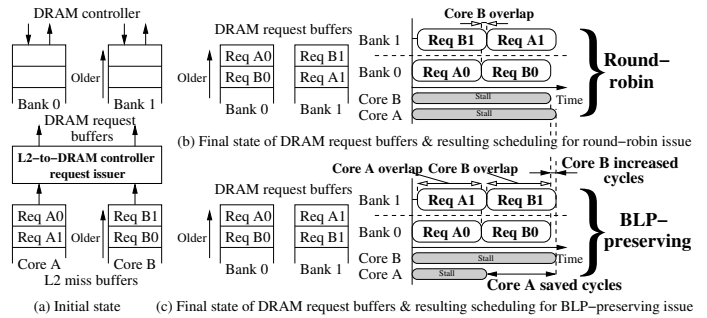 DRAM controller
Older
Bank 0
Bank 1
DRAM request
buffers
L2−to−DRAM controller
request issuer
Req A0
Req A1
Older
Req B1
Req B0
Core A
Core B
L2 miss buffers
(a) Initial state
DRAM request buffers
Older
Req A0
Req B0
Req B1
Req A1
Bank 0
Bank 1
Core B overlap
Bank 1
Req B1
Req A1
Bank 0
Req A0
Req B0
Core B
Stall
Time
Core A
Stall
Round−
robin
(b) Final state of DRAM request buffers & resulting scheduling for round−robin issue
DRAM request buffers
Older
Req A0
Req B0
Req A1
Req B1
Bank 0
Bank 1
Core A overlap
Core B overlap
Core B increased
cycles
Bank 1
Req A1
Req B1
Bank 0
Req A0
Req B0
Core B
Stall
Time
Core A
Stall
Core A saved cycles
BLP−
preserving
(c) Final state of DRAM request buffers & resulting scheduling for BLP−preserving issue